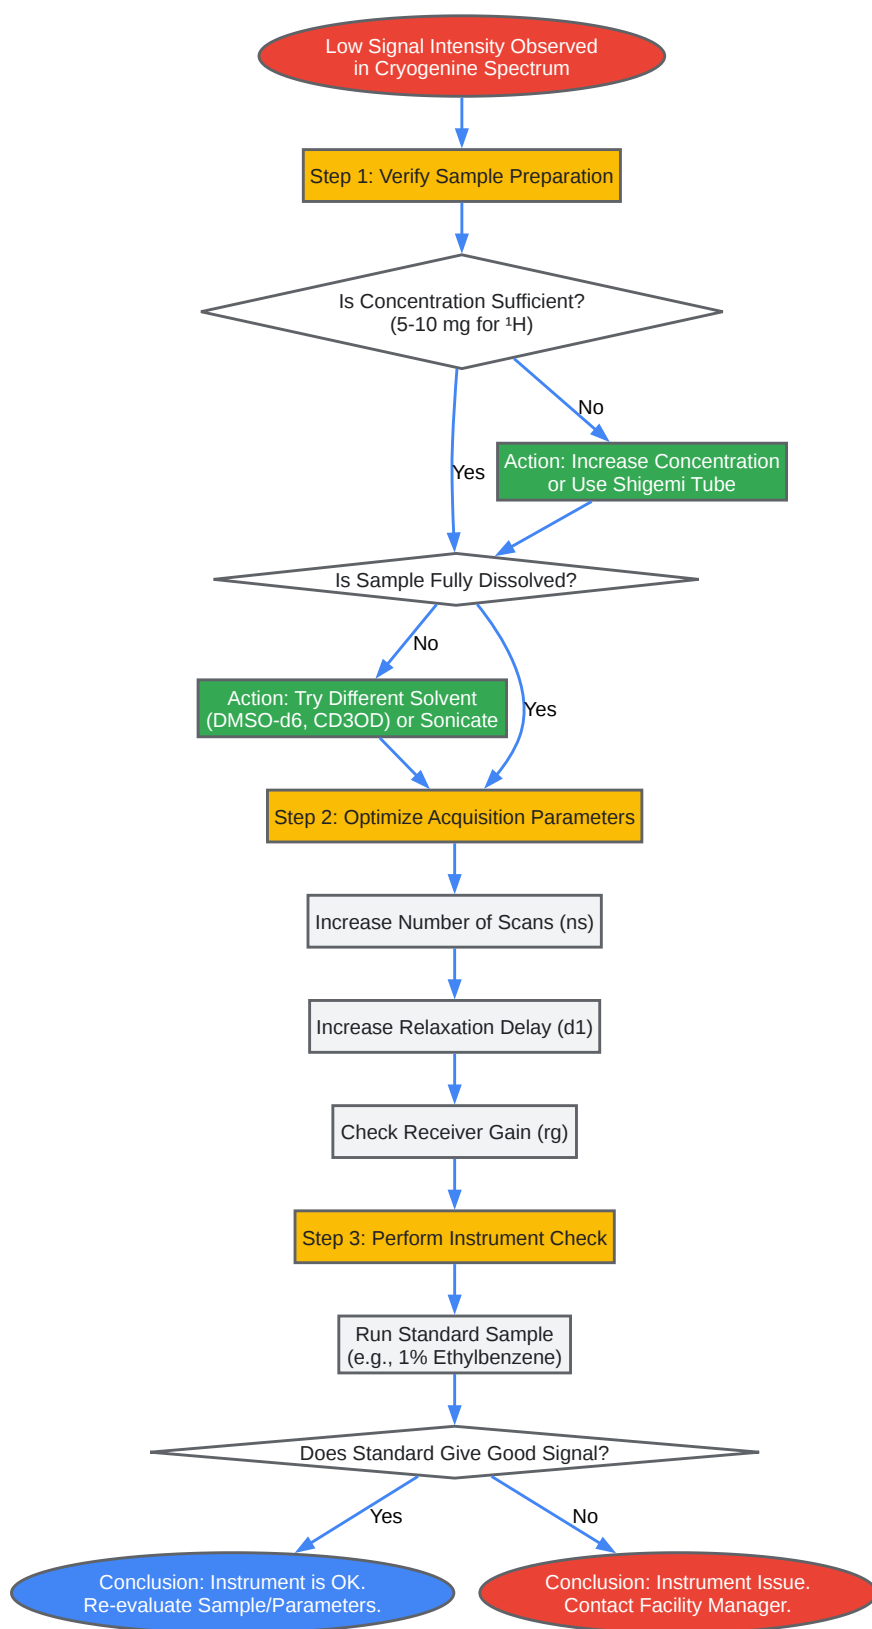 Low Signal Intensity Observed
in Cryogenine Spectrum
Step 1: Verify Sample Preparation
Is Concentration Sufficient?
(5-10 mg for ¹H)
No
Action: Increase Concentration
or Use Shigemi Tube
Yes
Is Sample Fully Dissolved?
No
Action: Try Different Solvent
(DMSO-d6, CD3OD) or Sonicate
Yes
Step 2: Optimize Acquisition Parameters
Increase Number of Scans (ns)
Increase Relaxation Delay (d1)
Check Receiver Gain (rg)
Step 3: Perform Instrument Check
Run Standard Sample
(e.g., 1% Ethylbenzene)
Does Standard Give Good Signal?
Yes
No
Conclusion: Instrument is OK.
Re-evaluate Sample/Parameters.
Conclusion: Instrument Issue.
Contact Facility Manager.